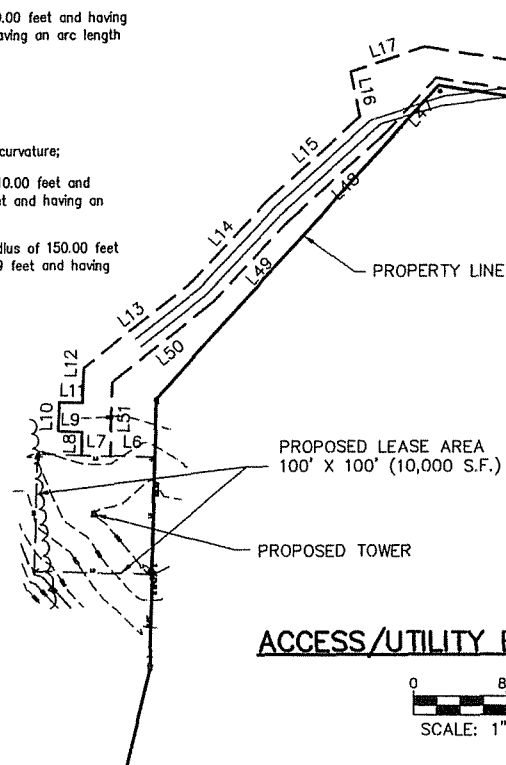 0.00 feet and having
aving an arc length
curvature;
10.00 feet and
et and having an
dius of 150.00 feet
9 feet and having
L17
L16
L47
L15
L48
L14
L49
PROPERTY LINE
L13
L50
L12
L11
L10
L9
L51
L8
L7
L6
PROPOSED LEASE AREA
100' X 100' (10,000 S.F.)
PROPOSED TOWER
ACCESS/UTILITY
0 8
SCALE: 1"